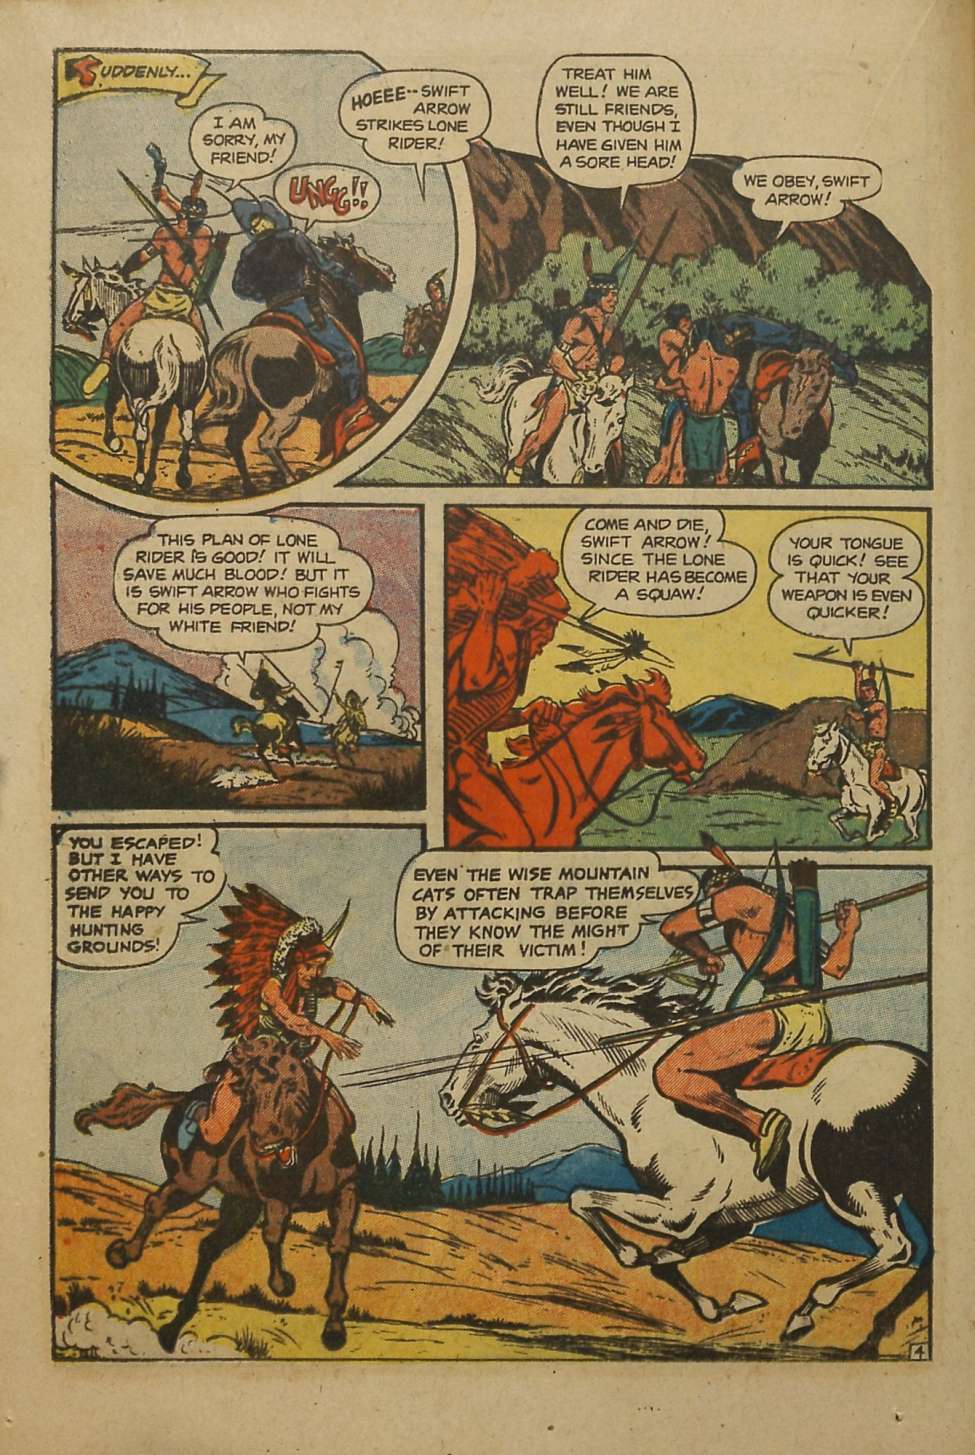 SUDDENLY...
I AM
SORRY, MY
FRIEND!
UNGG!!
HOEEE--SWIFT
ARROW
STRIKES LONE
RIDER!
TREAT HIM
WELL! WE ARE
STILL FRIENDS,
EVEN THOUGH I
HAVE GIVEN HIM
A SORE HEAD!
WE OBEY, SWIFT
ARROW!
THIS PLAN OF LONE
RIDER IS GOOD! IT WILL
SAVE MUCH BLOOD! BUT IT
IS SWIFT ARROW WHO FIGHTS
FOR HIS PEOPLE, NOT MY
WHITE FRIEND!
COME AND DIE,
SWIFT ARROW!
SINCE THE LONE
RIDER HAS BECOME
A SQUAW!
YOUR TONGUE
IS QUICK! SEE
THAT YOUR
WEAPON IS EVEN
QUICKER!
YOU ESCAPED!
BUT I HAVE
OTHER WAYS TO
SEND YOU TO
THE HAPPY
HUNTING
GROUNDS!
EVEN THE WISE MOUNTAIN
CATS OFTEN TRAP THEMSELVES
BY ATTACKING BEFORE
THEY KNOW THE MIGHT
OF THEIR VICTIM!
4